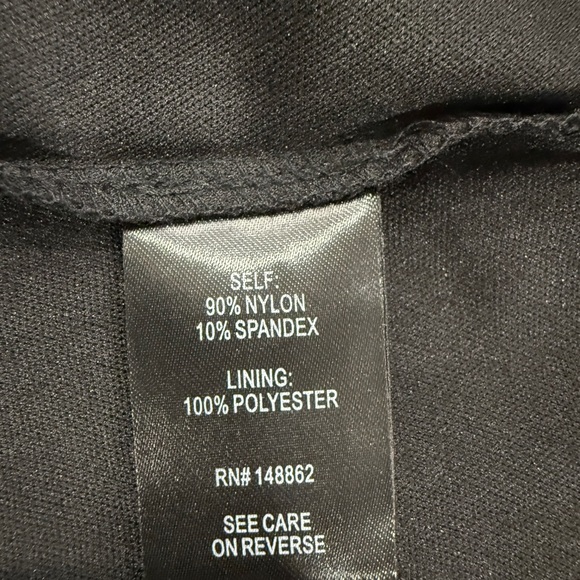 SELF:
90% NYLON
10% SPANDEX
LINING:
100% POLYESTER
RN# 148862
SEE CARE
ON REVERSE